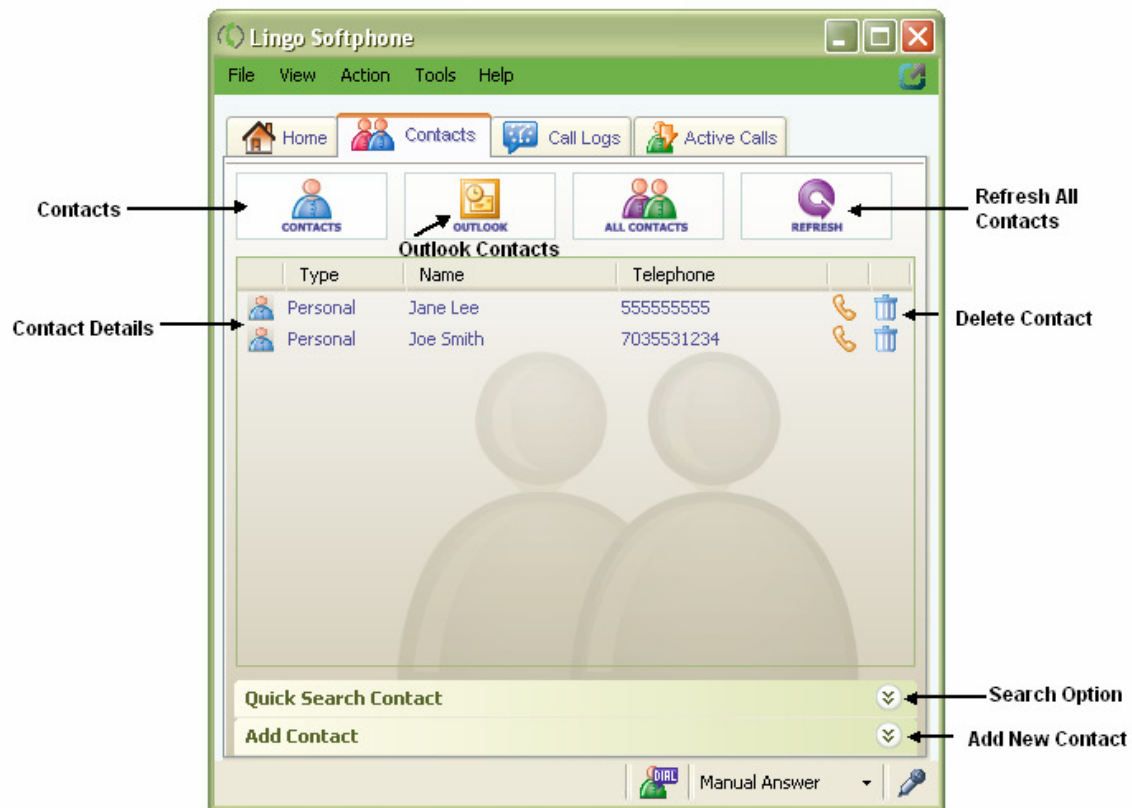 Lingo Softphone
File View Action Tools Help
Home Contacts Call Logs Active Calls
Contacts
CONTACTS
OUTLOOK
ALL CONTACTS
REFRESH
Refresh All
Contacts
Outlook Contacts
Type Name Telephone
Contact Details
Personal Jane Lee 555555555
Personal Joe Smith 7035531234
Delete Contact
Quick Search Contact
Search Option
Add Contact
Add New Contact
DIAL
Manual Answer